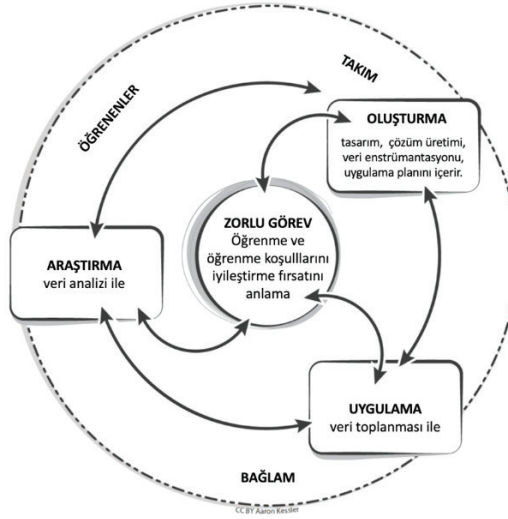 TAKIM
ÖĞRENENLER
OLUŞTURMA
tasarım, çözüm üretimi,
veri enstrümantasyonu,
uygulama planını içerir.
ZORLU GÖREV
Öğrenme ve
öğrenme koşulllarını
iyileştirme fırsatını
anlama
ARAŞTIRMA
veri analizi ile
UYGULAMA
veri toplanması ile
BAĞLAM
CC BY Aaron Kessler